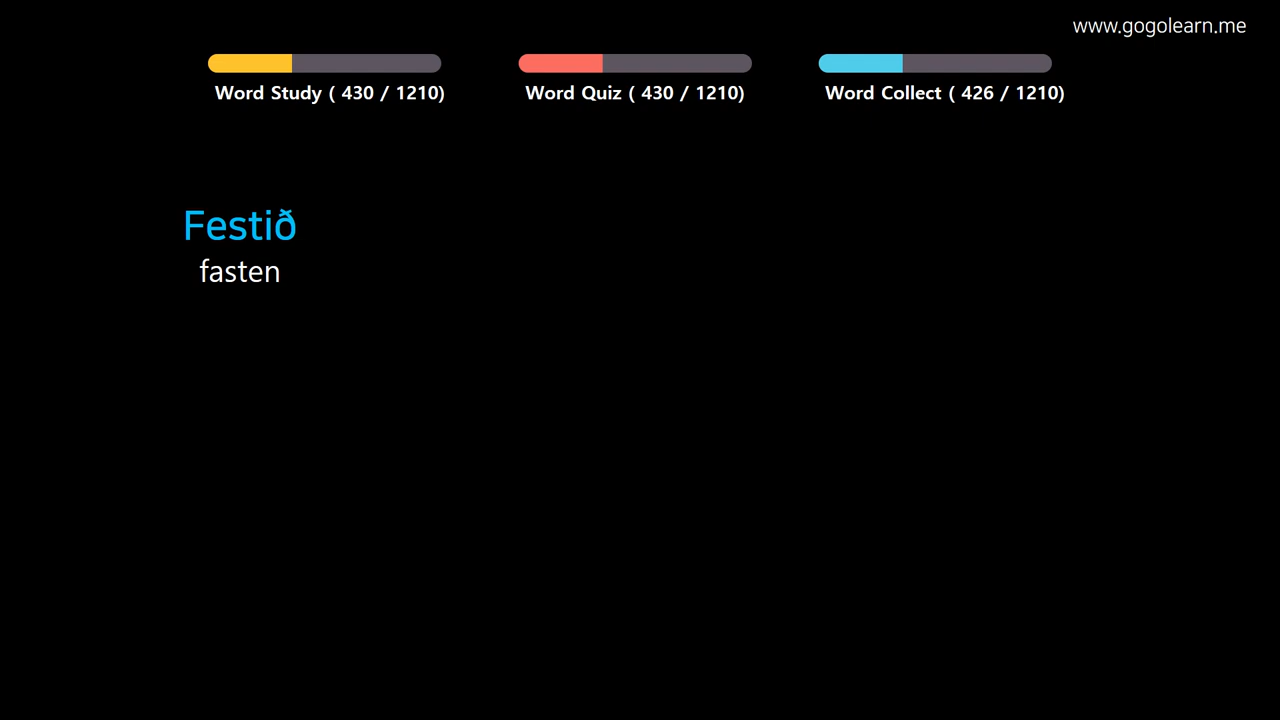 www.gogolearn.me
Word Study ( 430 / 1210)
Word Quiz ( 430 / 1210)
Word Collect ( 426 / 1210)
Festið
fasten